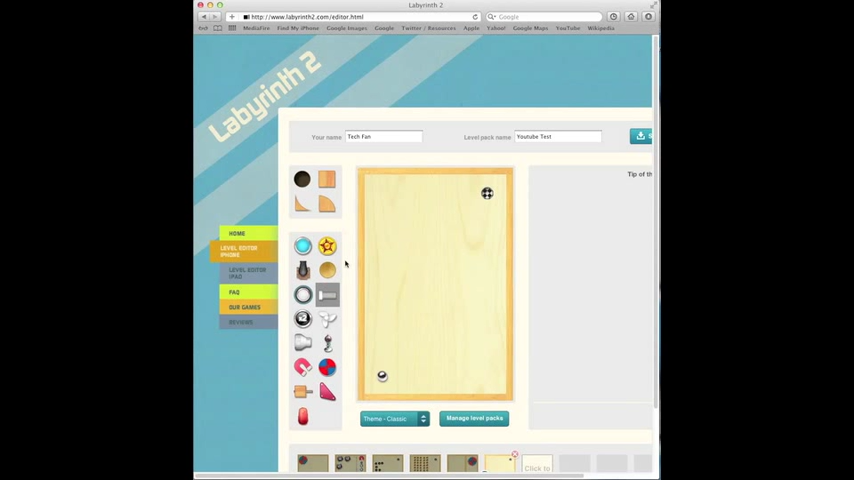 Labyrinth 2
http://www.labyrinth2.com/editor.html
Google
MediaFire Find My iPhone Google Images Google Twitter / Resources Apple Yahoo! Google Maps YouTube Wikipedia
Labyrinth 2
Your name Tech Fan Level pack name Youtube Test
Tip of th
HOME
LEVEL EDITOR
IPHONE
LEVEL EDITOR
IPAD
FAQ
OUR GAMES
REVIEWS
Theme - Classic
Manage level packs
Click to